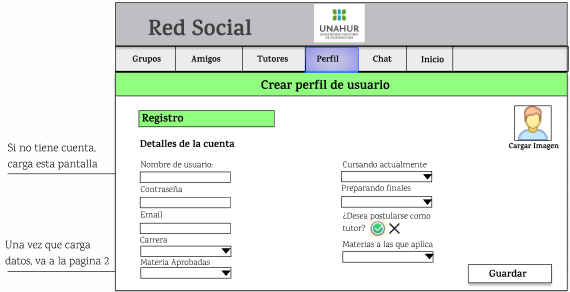 Red Social
UNAHUR
UNIVERSIDAD NACIONAL
DE HURLINGHAM
Grupos Amigos Tutores Perfil Chat Inicio
Crear perfil de usuario
Registro
Cargar Imagen
Detalles de la cuenta
Si no tiene cuenta,
carga esta pantalla
Nombre de usuario:
Contraseña
Email
Carrera
Materia Aprobadas
Una vez que carga
datos, va a la pagina 2
Cursando actualmente
Preparando finales
¿Desea postularse como
tutor?
Materias a las que aplica
Guardar